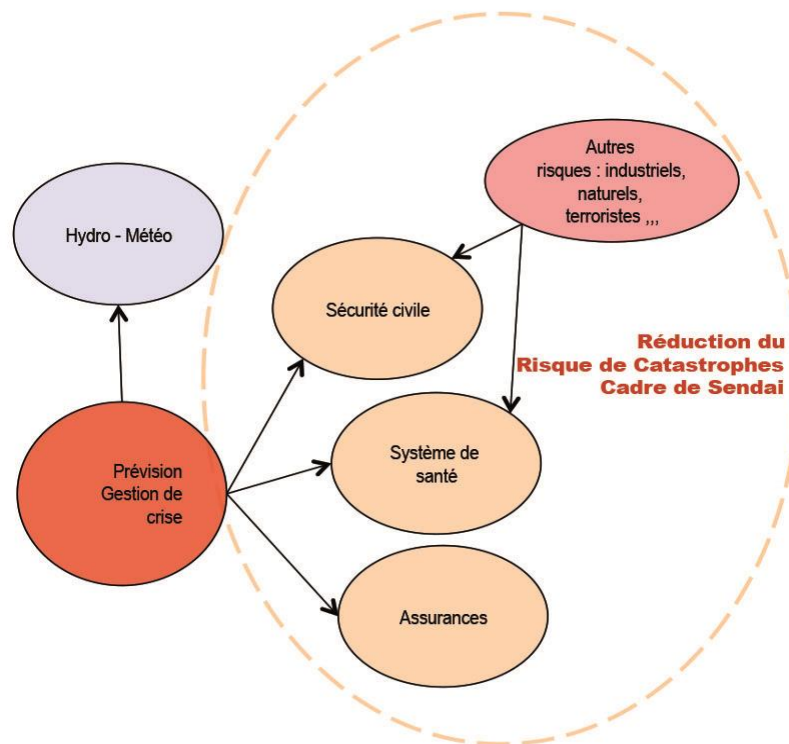 Autres
risques : industriels,
naturels,
terroristes ,,,
Hydro - Météo
Sécurité civile
Réduction du
Risque de Catastrophes
Cadre de Sendai
Prévision
Gestion de
crise
Système de
santé
Assurances